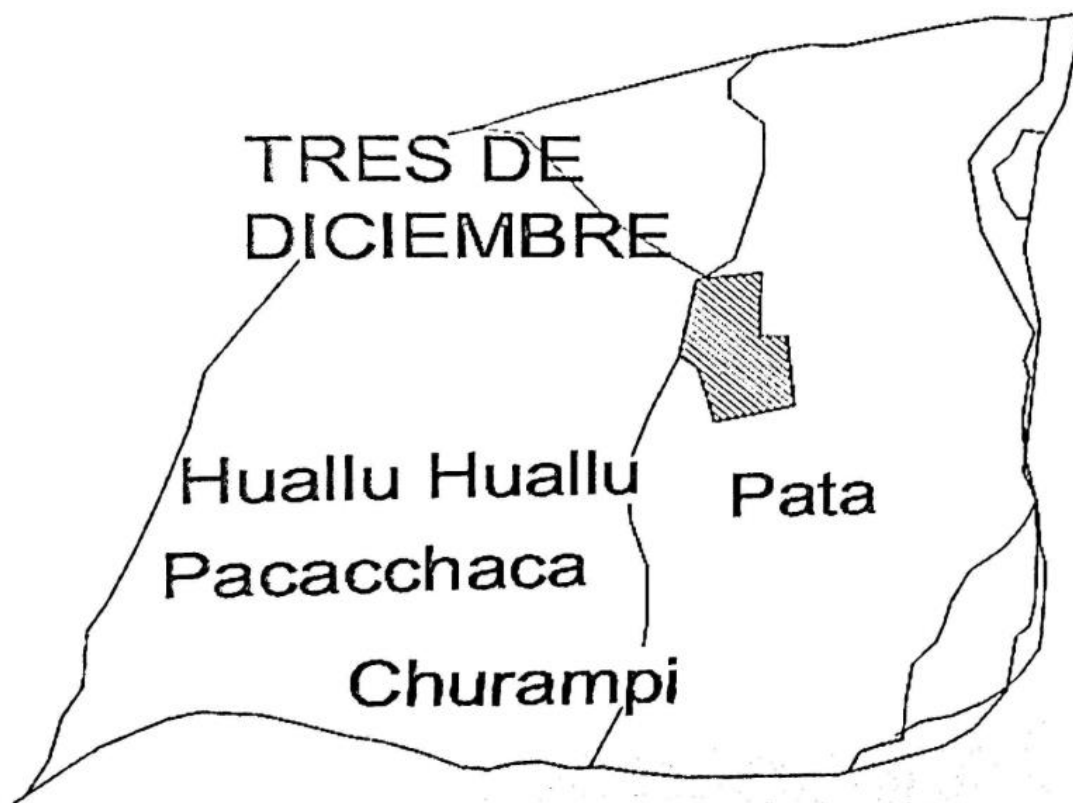 TRES DE
DICIEMBRE
Huallu Huallu
Pata
Pacacchaca
Churampi